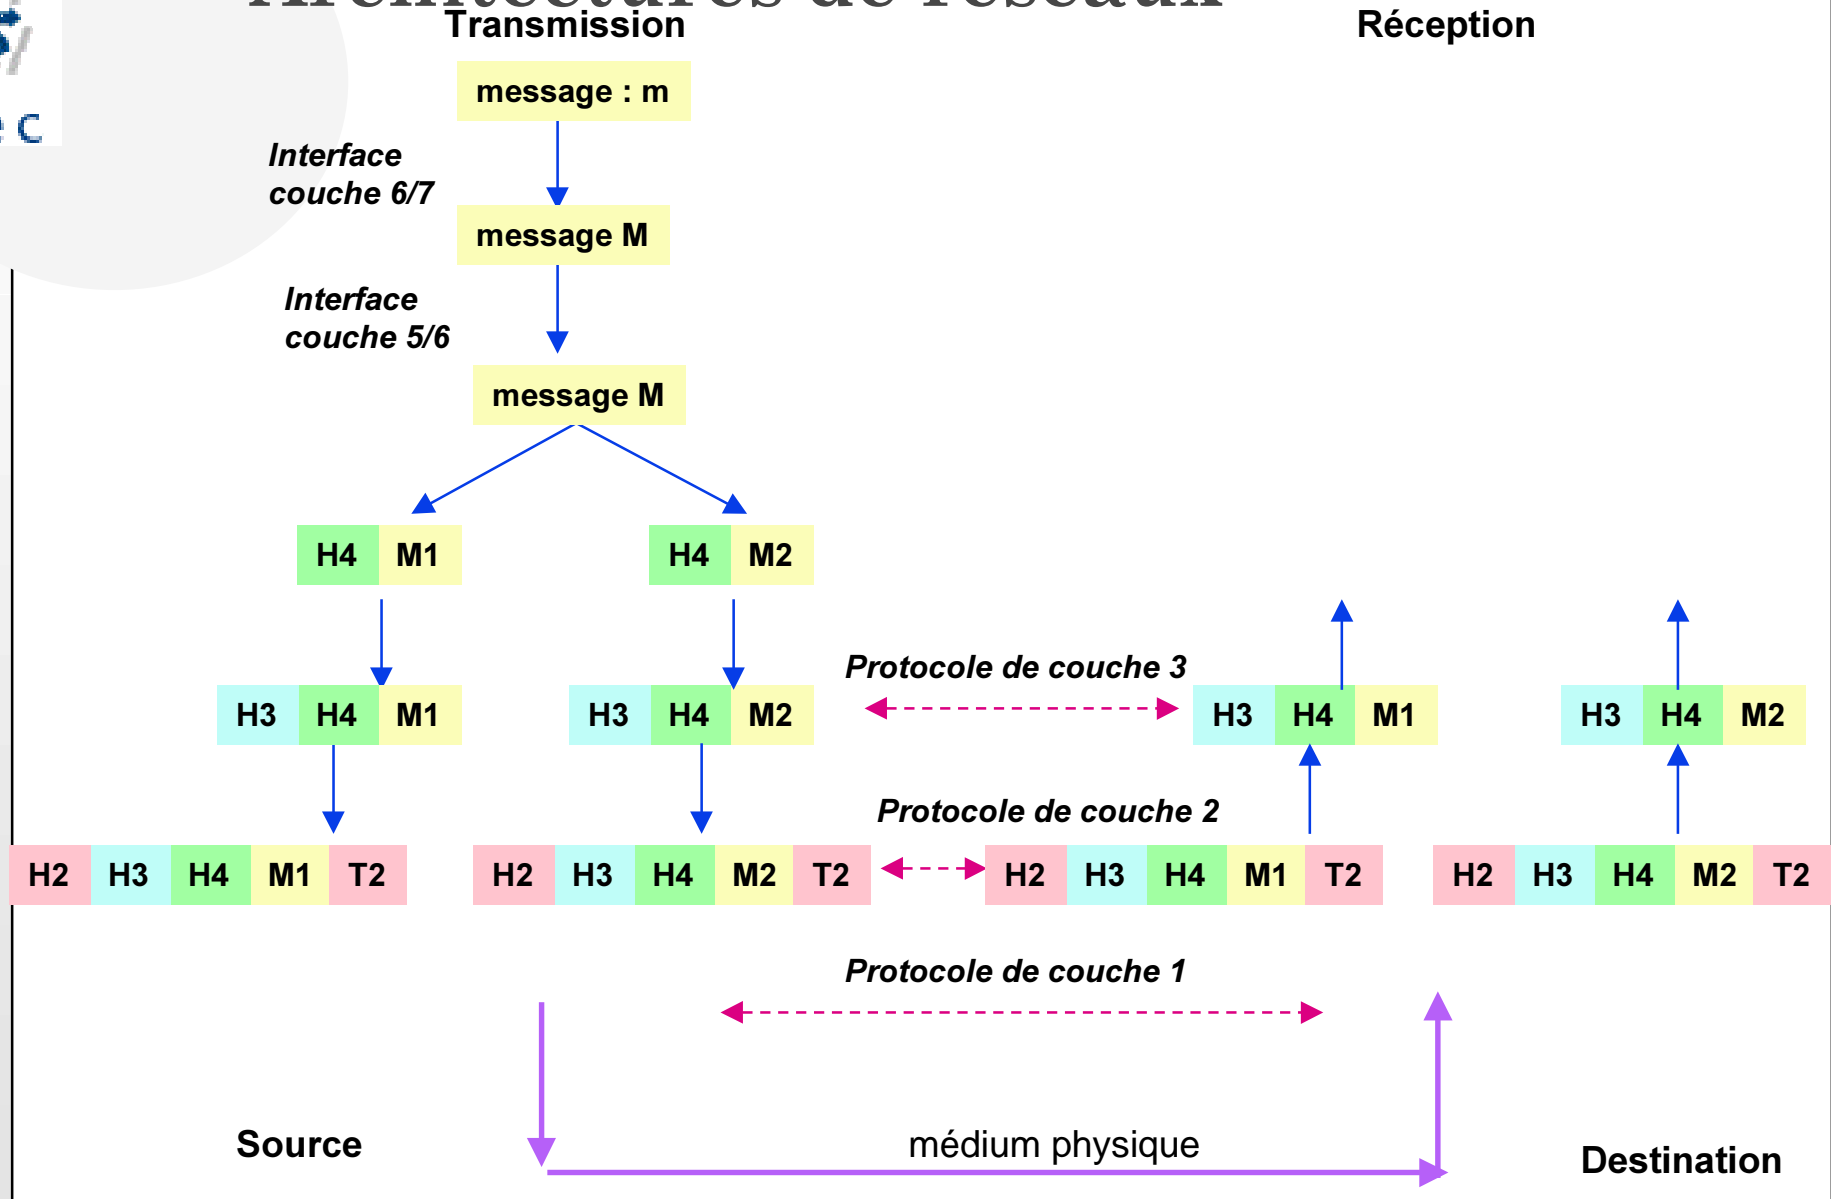 Architectures de réseaux
Transmission
Réception
message : m
Interface
couche 6/7
message M
Interface
couche 5/6
message M
H4 M1 H4 M2
Protocole de couche 3
H3 H4 M1 H3 H4 M2 H3 H4 M1 H3 H4 M2
Protocole de couche 2
H2 H3 H4 M1 T2 H2 H3 H4 M2 T2 H2 H3 H4 M1 T2 H2 H3 H4 M2 T2
Protocole de couche 1
Source
médium physique
Destination